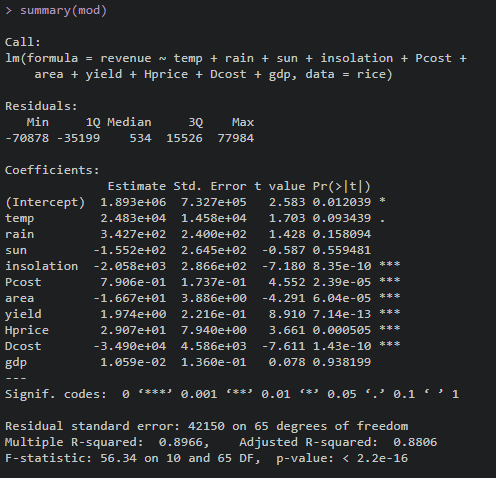 > summary(mod)
Call:
lm(formula = revenue ~ temp + rain + sun + insolation + Pcost +
    area + yield + Hprice + Dcost + gdp, data = rice)
Residuals:
   Min     1Q Median     3Q    Max
-70878 -35199    534  15526  77984
Coefficients:
              Estimate Std. Error t value Pr(>|t|)
(Intercept)  1.893e+06  7.327e+05   2.583 0.012039 *
temp         2.483e+04  1.458e+04   1.703 0.093439 .
rain         3.427e+02  2.400e+02   1.428 0.158094
sun         -1.552e+02  2.645e+02  -0.587 0.559481
insolation  -2.058e+03  2.866e+02  -7.180 8.35e-10 ***
Pcost        7.906e-01  1.737e-01   4.552 2.39e-05 ***
area        -1.667e+01  3.886e+00  -4.291 6.04e-05 ***
yield        1.974e+00  2.216e-01   8.910 7.14e-13 ***
Hprice       2.907e+01  7.940e+00   3.661 0.000505 ***
Dcost       -3.490e+04  4.586e+03  -7.611 1.43e-10 ***
gdp          1.059e-02  1.360e-01   0.078 0.938199
---
Signif. codes:  0 ‘***’ 0.001 ‘**’ 0.01 ‘*’ 0.05 ‘.’ 0.1 ‘ ’ 1
Residual standard error: 42150 on 65 degrees of freedom
Multiple R-squared:  0.8966,    Adjusted R-squared:  0.8806
F-statistic: 56.34 on 10 and 65 DF,  p-value: < 2.2e-16